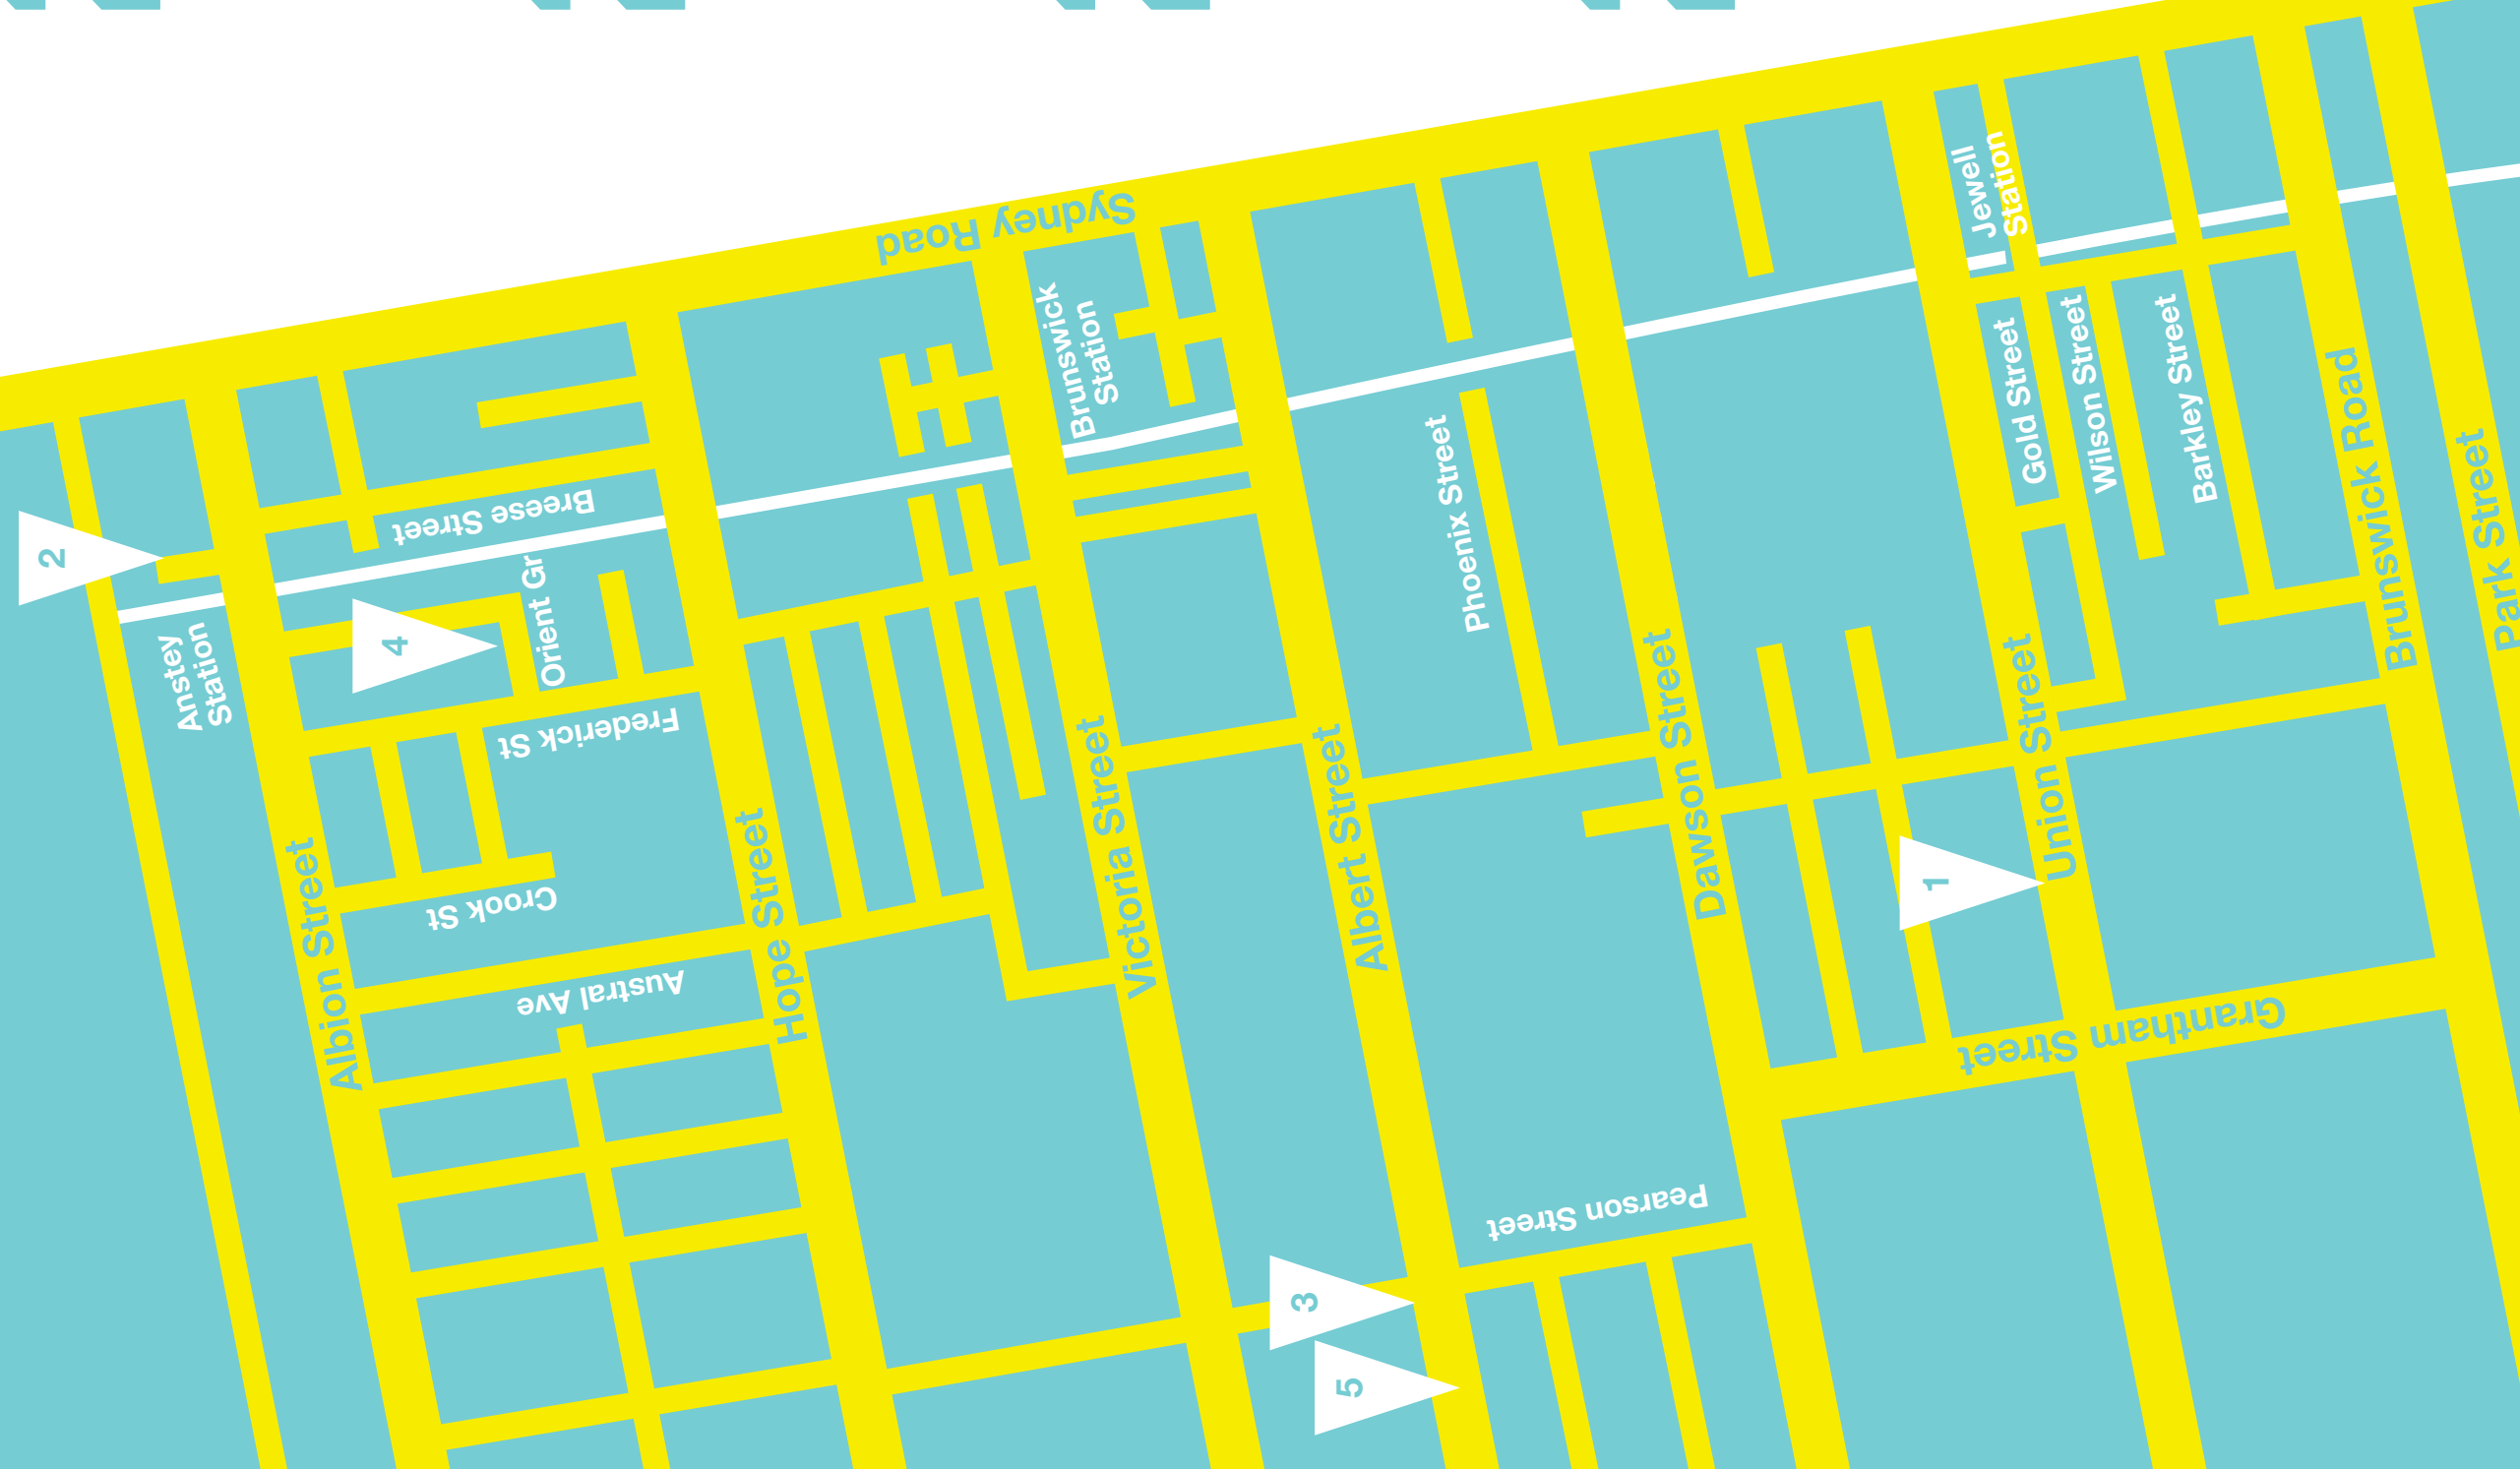 Sydney Road
Jewell
Station
Brunswick
Station
Breese Street
Orient Gr
Anstey
Station
2
4
Frederick St
Crook St
Austral Ave
Albion Street
Hope Street
Victoria Street
Albert Street
Phoenix Street
Dawson Street
Gold Street
Wilson Street
Barkley Street
Brunswick Road
Park Street
Union Street
1
Grantham Street
Pearson Street
3
5